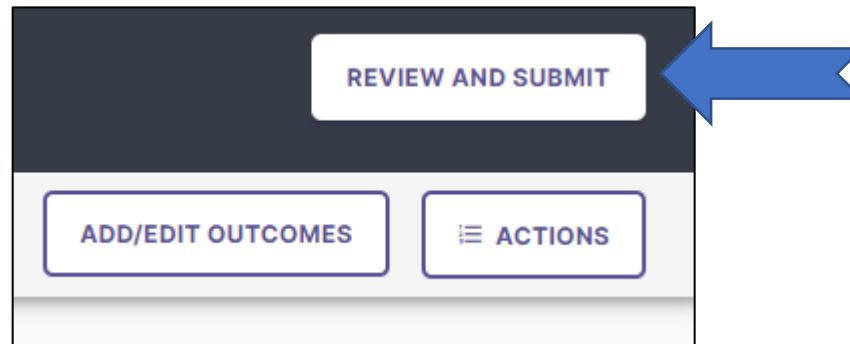 REVIEW AND SUBMIT
ADD/EDIT OUTCOMES
ACTIONS